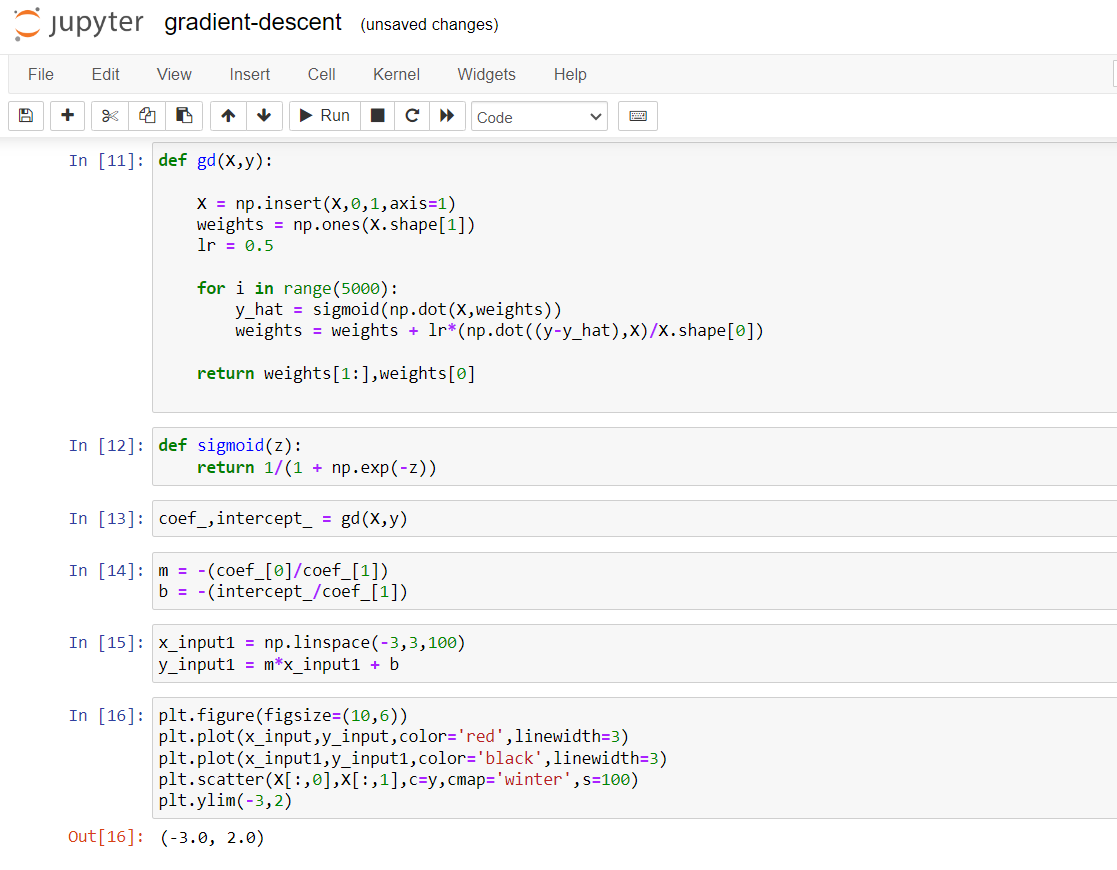 jupyter gradient-descent (unsaved changes)
File Edit View Insert Cell Kernel Widgets Help
Run Code
In [11]: def gd(X,y):
X = np.insert(X,0,1,axis=1)
weights = np.ones(X.shape[1])
lr = 0.5
for i in range(5000):
y_hat = sigmoid(np.dot(X,weights))
weights = weights + lr*(np.dot((y-y_hat),X)/X.shape[0])
return weights[1:],weights[0]
In [12]: def sigmoid(z):
return 1/(1 + np.exp(-z))
In [13]: coef_,intercept_ = gd(X,y)
In [14]: m = -(coef_[0]/coef_[1])
b = -(intercept_/coef_[1])
In [15]: x_input1 = np.linspace(-3,3,100)
y_input1 = m*x_input1 + b
In [16]: plt.figure(figsize=(10,6))
plt.plot(x_input,y_input,color='red',linewidth=3)
plt.plot(x_input1,y_input1,color='black',linewidth=3)
plt.scatter(X[:,0],X[:,1],c=y,cmap='winter',s=100)
plt.ylim(-3,2)
Out[16]: (-3.0, 2.0)